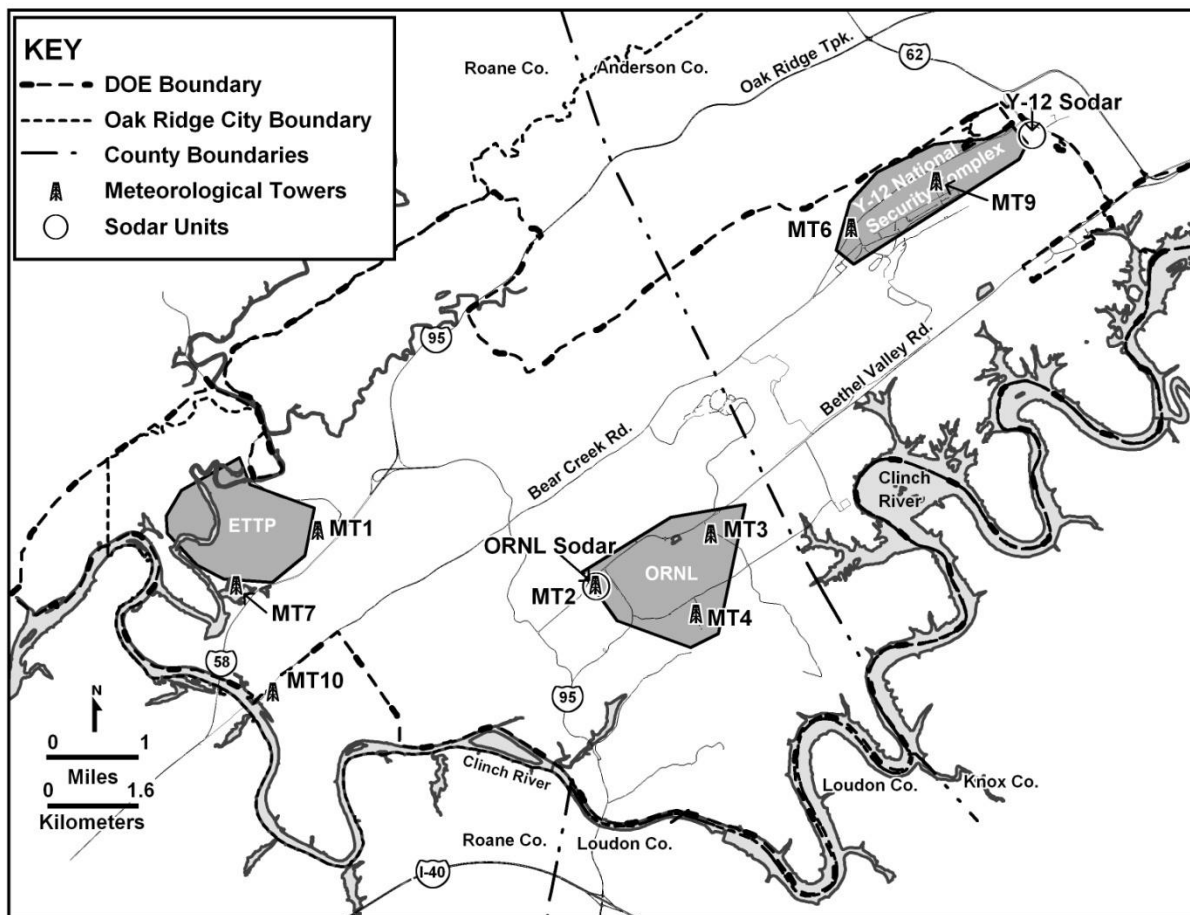 KEY
DOE Boundary
Oak Ridge City Boundary
County Boundaries
Meteorological Towers
Sodar Units
Roane Co.
Anderson Co.
Oak Ridge Tpk.
62
Y-12 Sodar
Y-12 National
Security Complex
MT9
MT6
95
Bethel Valley Rd.
Bear Creek Rd.
Clinch
River
ETTP
MT1
MT7
ORNL Sodar
MT2
MT3
ORNL
MT4
58
MT10
95
N
0 1
Miles
0 1.6
Kilometers
Clinch River
Loudon Co.
Knox Co.
Roane Co.
Loudon Co.
I-40